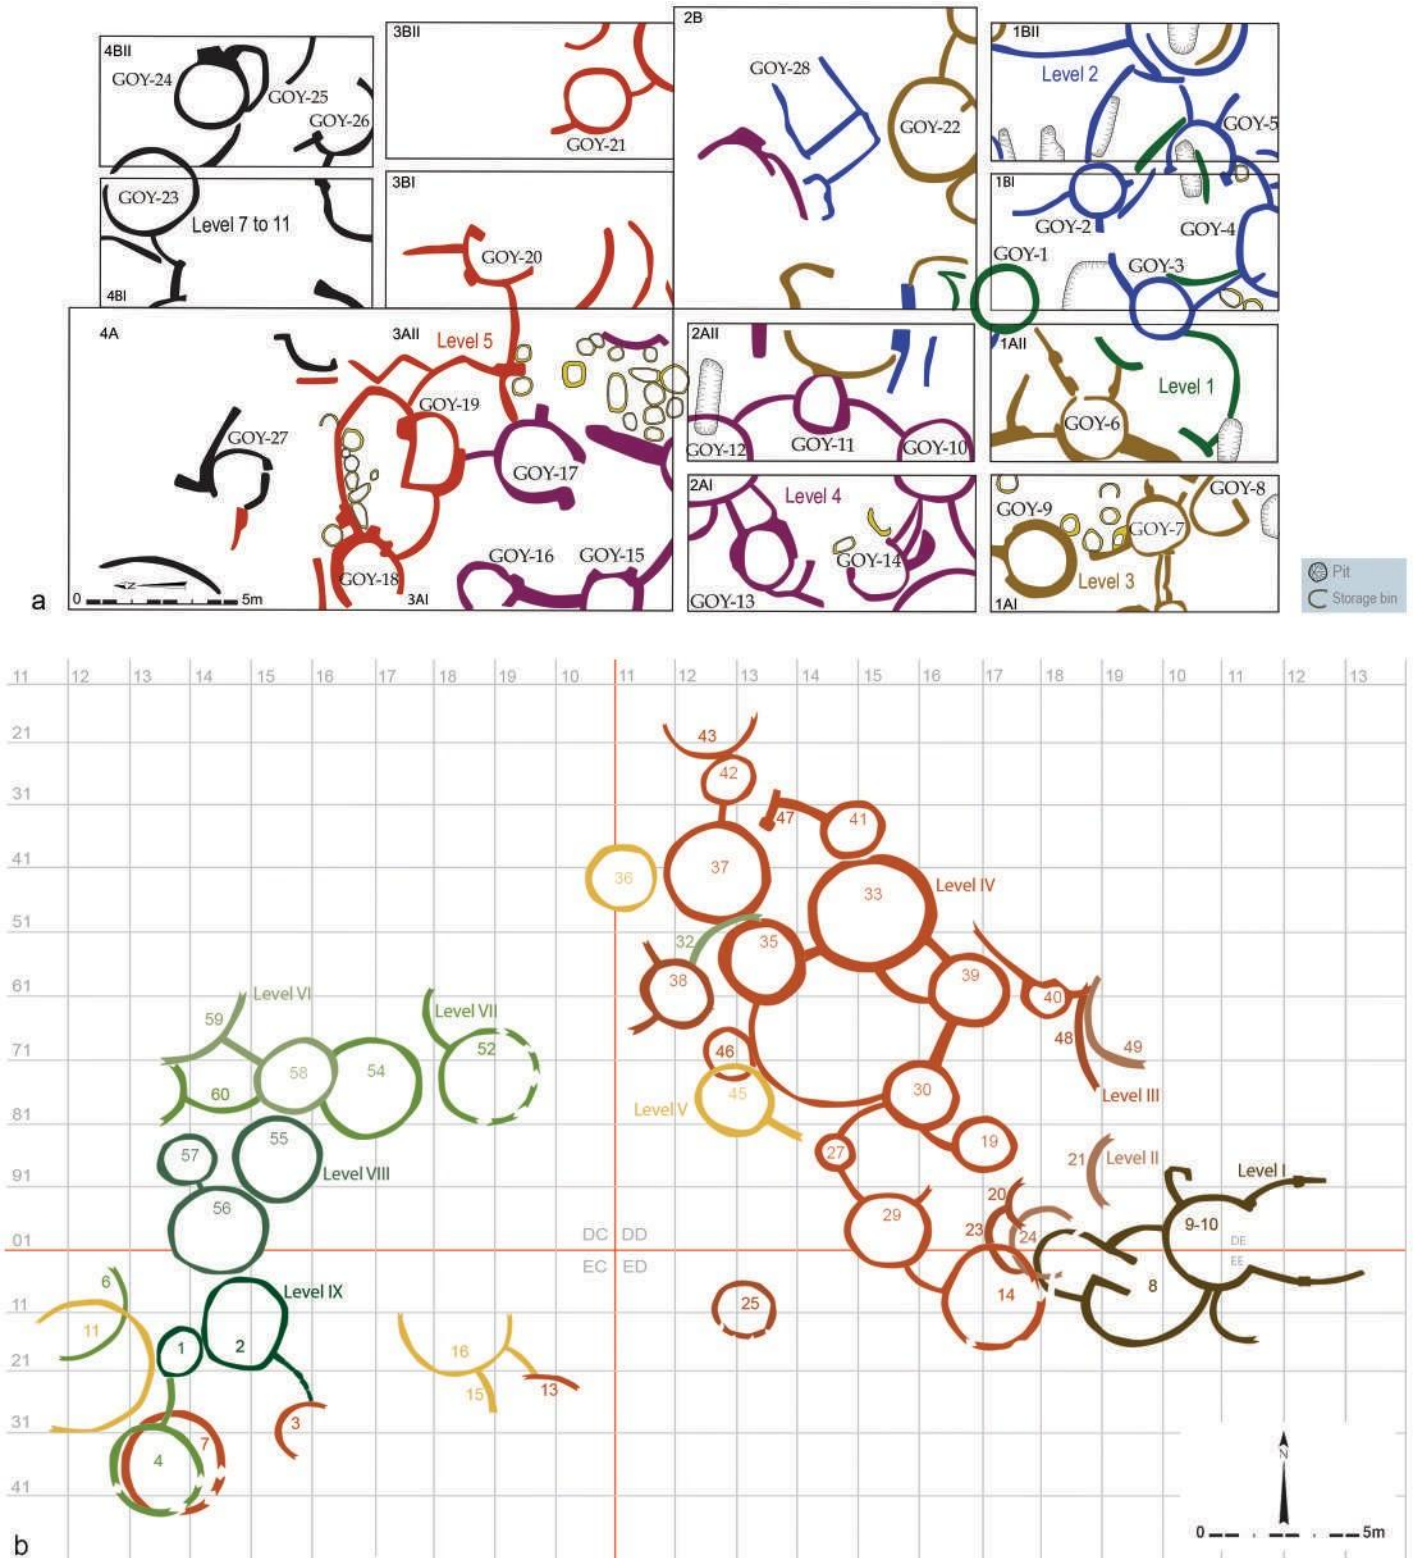 4BII
GOY-24
GOY-25
GOY-26
3BII
GOY-21
2B
GOY-28
GOY-22
1BII
Level 2
GOY-5
GOY-23
Level 7 to 11
4BI
3BI
GOY-20
1BI
GOY-2
GOY-4
GOY-1
GOY-3
4A
3AII
Level 5
GOY-19
GOY-27
GOY-17
GOY-16
GOY-15
GOY-18
3AI
N
0
5m
2AII
GOY-12
GOY-11
GOY-10
1AII
Level 1
GOY-6
2AI
Level 4
GOY-14
GOY-13
GOY-9
GOY-8
GOY-7
Level 3
1AI
Pit
Storage bin
a
11 12 13 14 15 16 17 18 19 10 11 12 13 14 15 16 17 18 19 10 11 12 13
21
43
42
31
47
41
41
36
37
33
Level IV
51
32
35
38
39
61
40
59
Level VI
Level VII
48
49
71
52
46
58
54
60
45
30
Level V
Level III
81
55
57
27
19
21
Level II
Level VIII
91
56
20
Level I
29
23
24
9-10
DC
DD
DE
01
EC
ED
EE
6
Level IX
8
14
11
11
25
1
2
16
21
15
13
3
31
7
4
41
N
0
5m
b